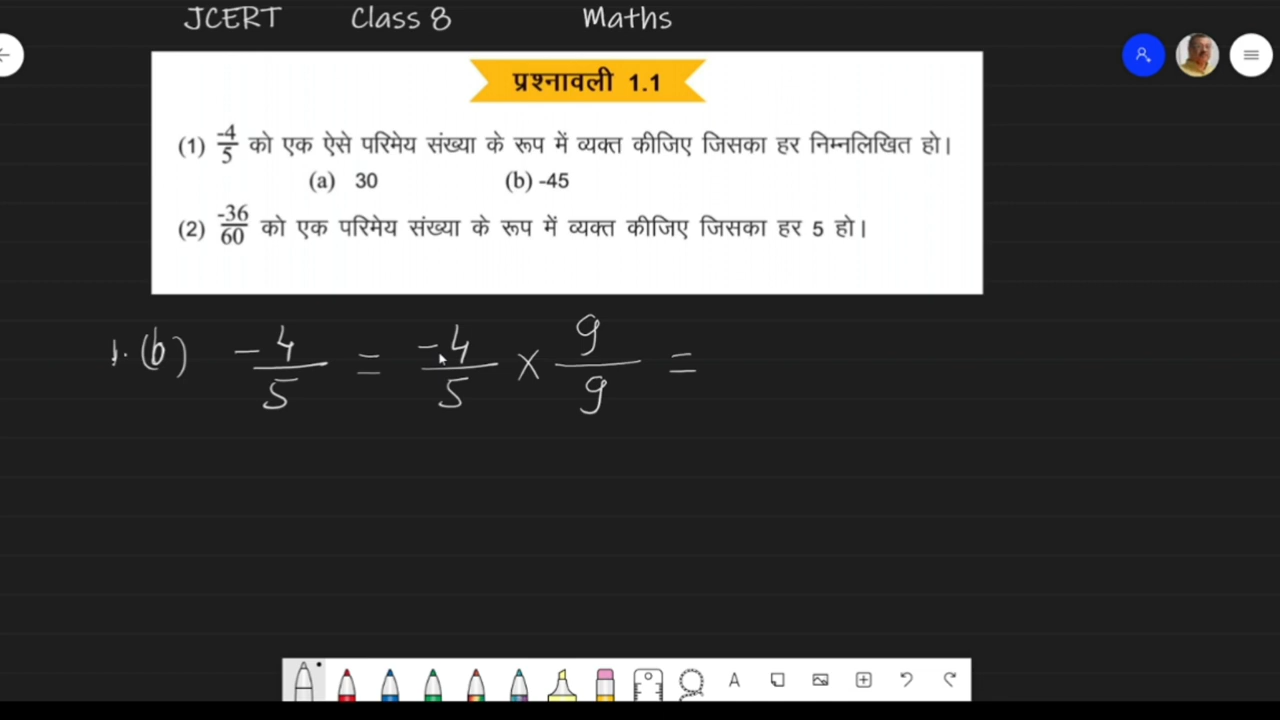 JCERT Class 8 Maths
प्रश्नावली 1.1
(1) -4/5 को एक ऐसे परिमेय संख्या के रूप में व्यक्त कीजिए जिसका हर निम्नलिखित हो।
(a) 30 (b) -45
(2) -36/60 को एक परिमेय संख्या के रूप में व्यक्त कीजिए जिसका हर 5 हो।
1. (b) -4/5 = -4/5 × 9/9 =
A